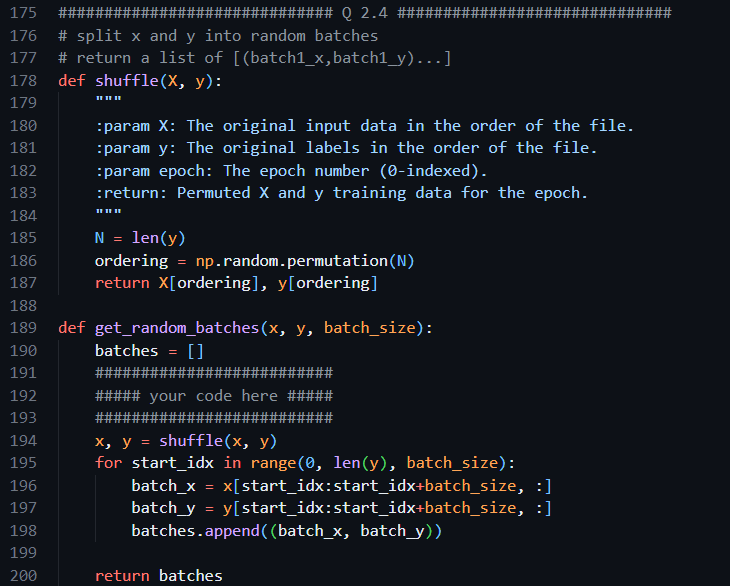 175 ############################## Q 2.4 ##############################
176 # split x and y into random batches
177 # return a list of [(batch1_x,batch1_y)...]
178 def shuffle(X, y):
179     """
180     :param X: The original input data in the order of the file.
181     :param y: The original labels in the order of the file.
182     :param epoch: The epoch number (0-indexed).
183     :return: Permuted X and y training data for the epoch.
184     """
185     N = len(y)
186     ordering = np.random.permutation(N)
187     return X[ordering], y[ordering]
188
189 def get_random_batches(x, y, batch_size):
190     batches = []
191     ##########################
192     ##### your code here #####
193     ##########################
194     x, y = shuffle(x, y)
195     for start_idx in range(0, len(y), batch_size):
196         batch_x = x[start_idx:start_idx+batch_size, :]
197         batch_y = y[start_idx:start_idx+batch_size, :]
198         batches.append((batch_x, batch_y))
199
200     return batches